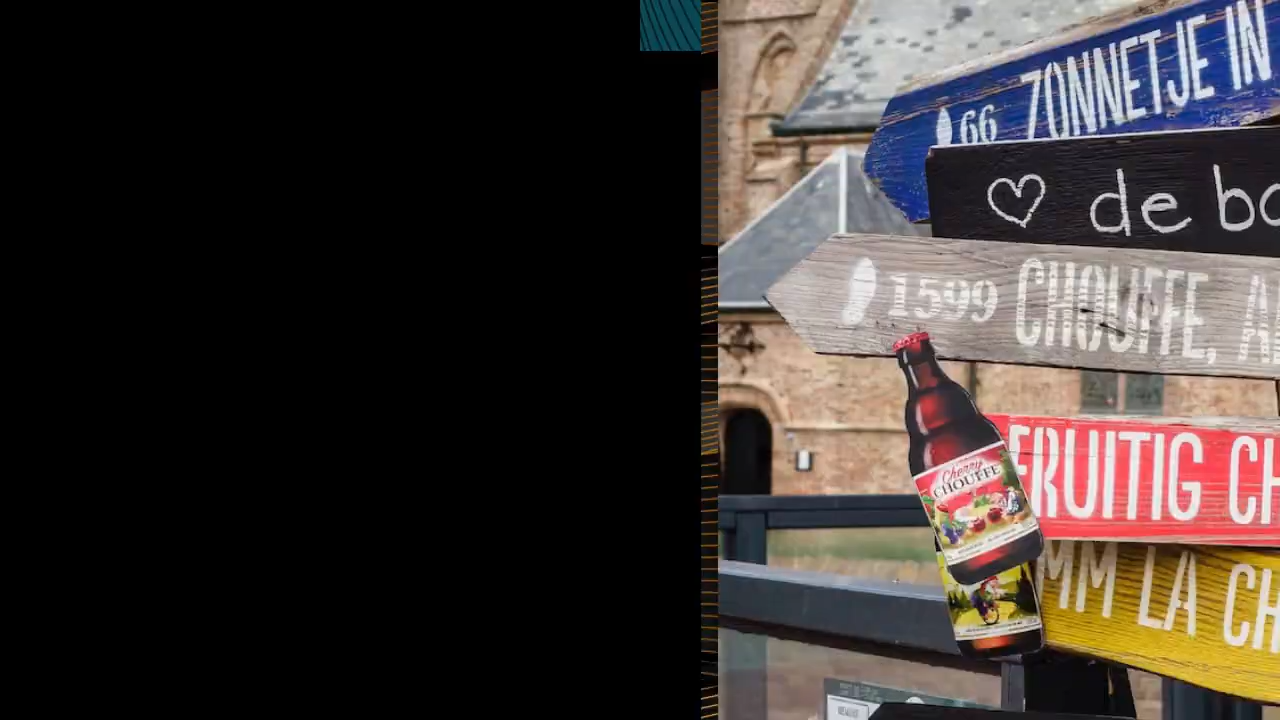 66 ZONNETJE IN
♡ de bo
1599 CHOUFFE, A
Cherry
CHOUFFE
FRUITIG CH
MM LA CH